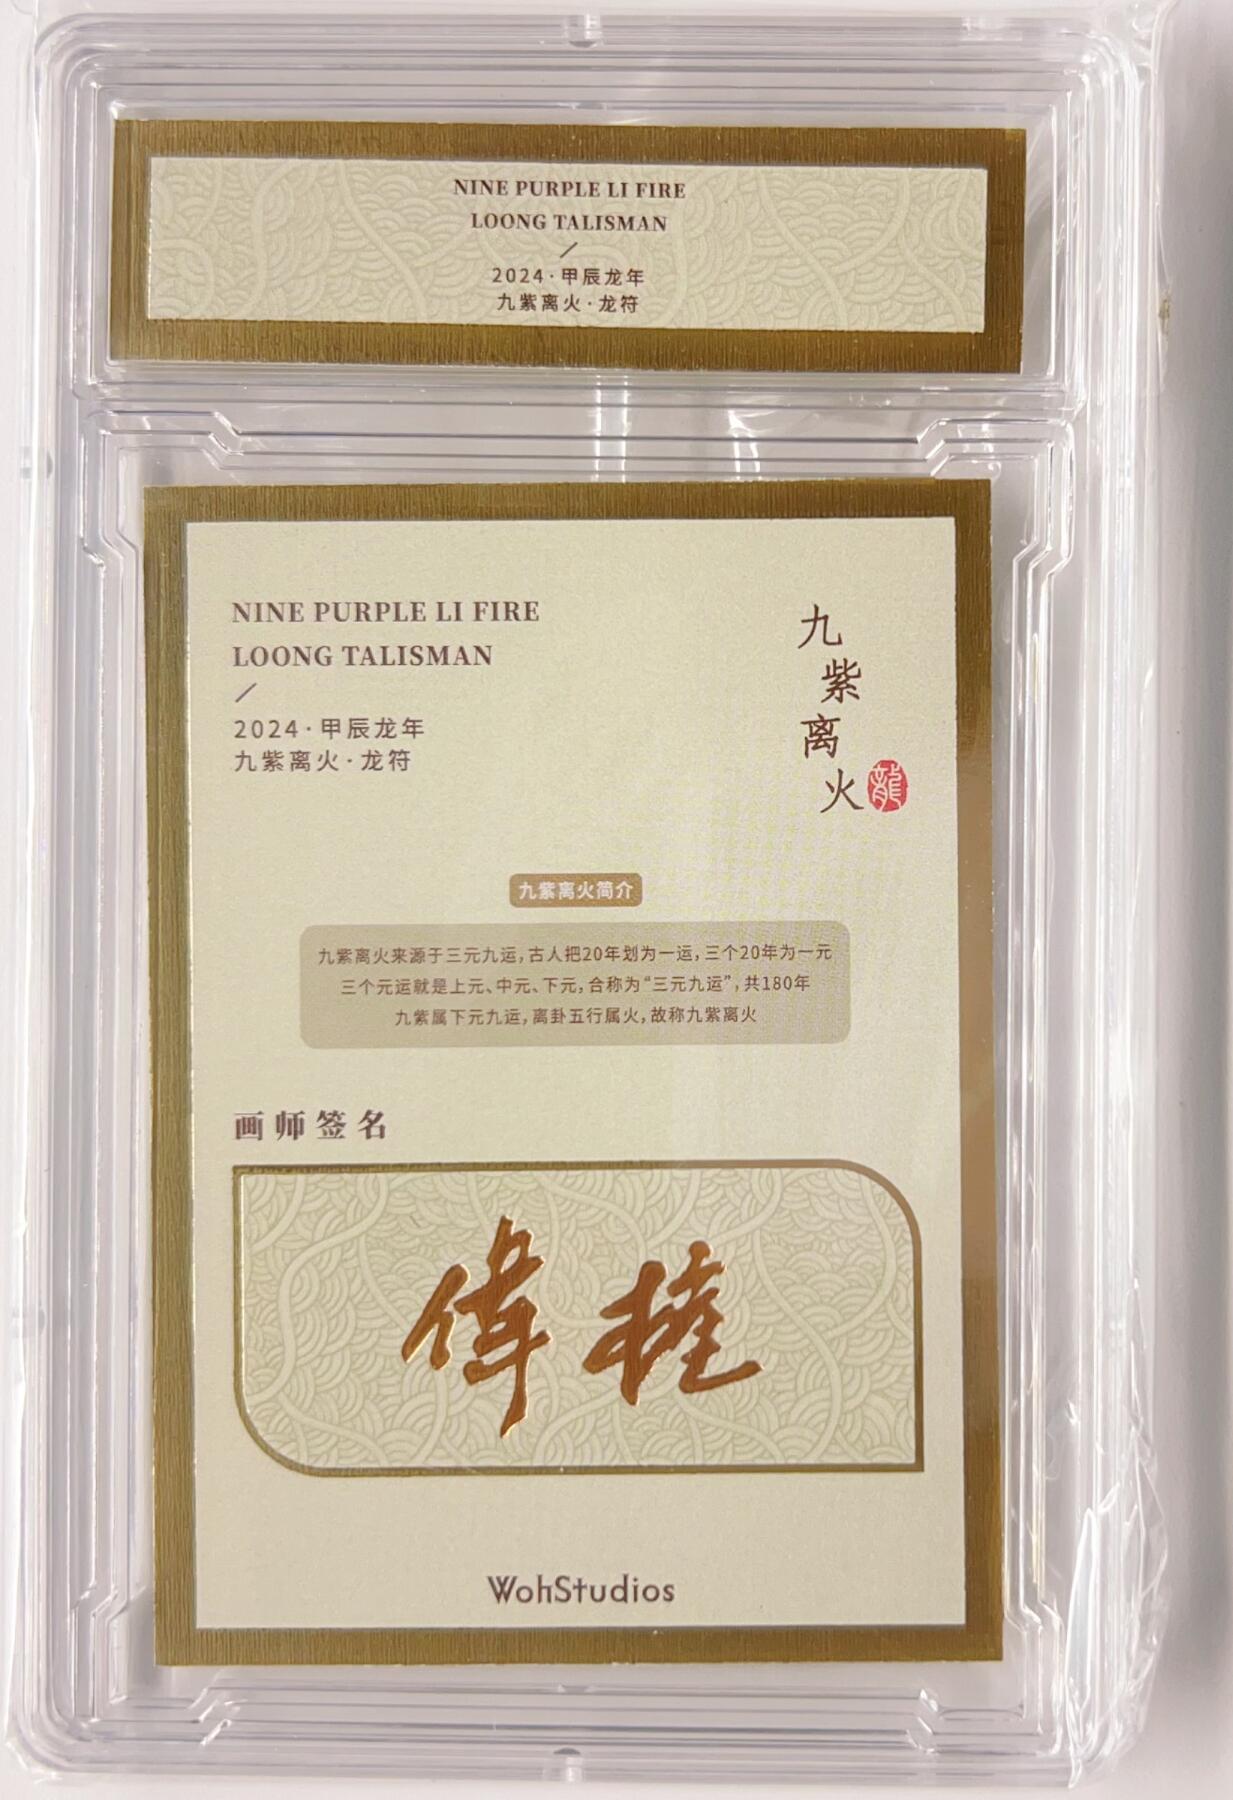 NINE PURPLE LI FIRE
LOONG TALISMAN
/
2024·甲辰龙年
九紫离火·龙符
NINE PURPLE LI FIRE
LOONG TALISMAN
/
2024·甲辰龙年
九紫离火·龙符
九紫离火
龍
九紫离火简介
九紫离火来源于三元九运,古人把20年划为一运,三个20年为一元
三个元运就是上元、中元、下元,合称为“三元九运”,共180年
九紫属下元九运,离卦五行属火,故称九紫离火
画师签名
偉
WohStudios